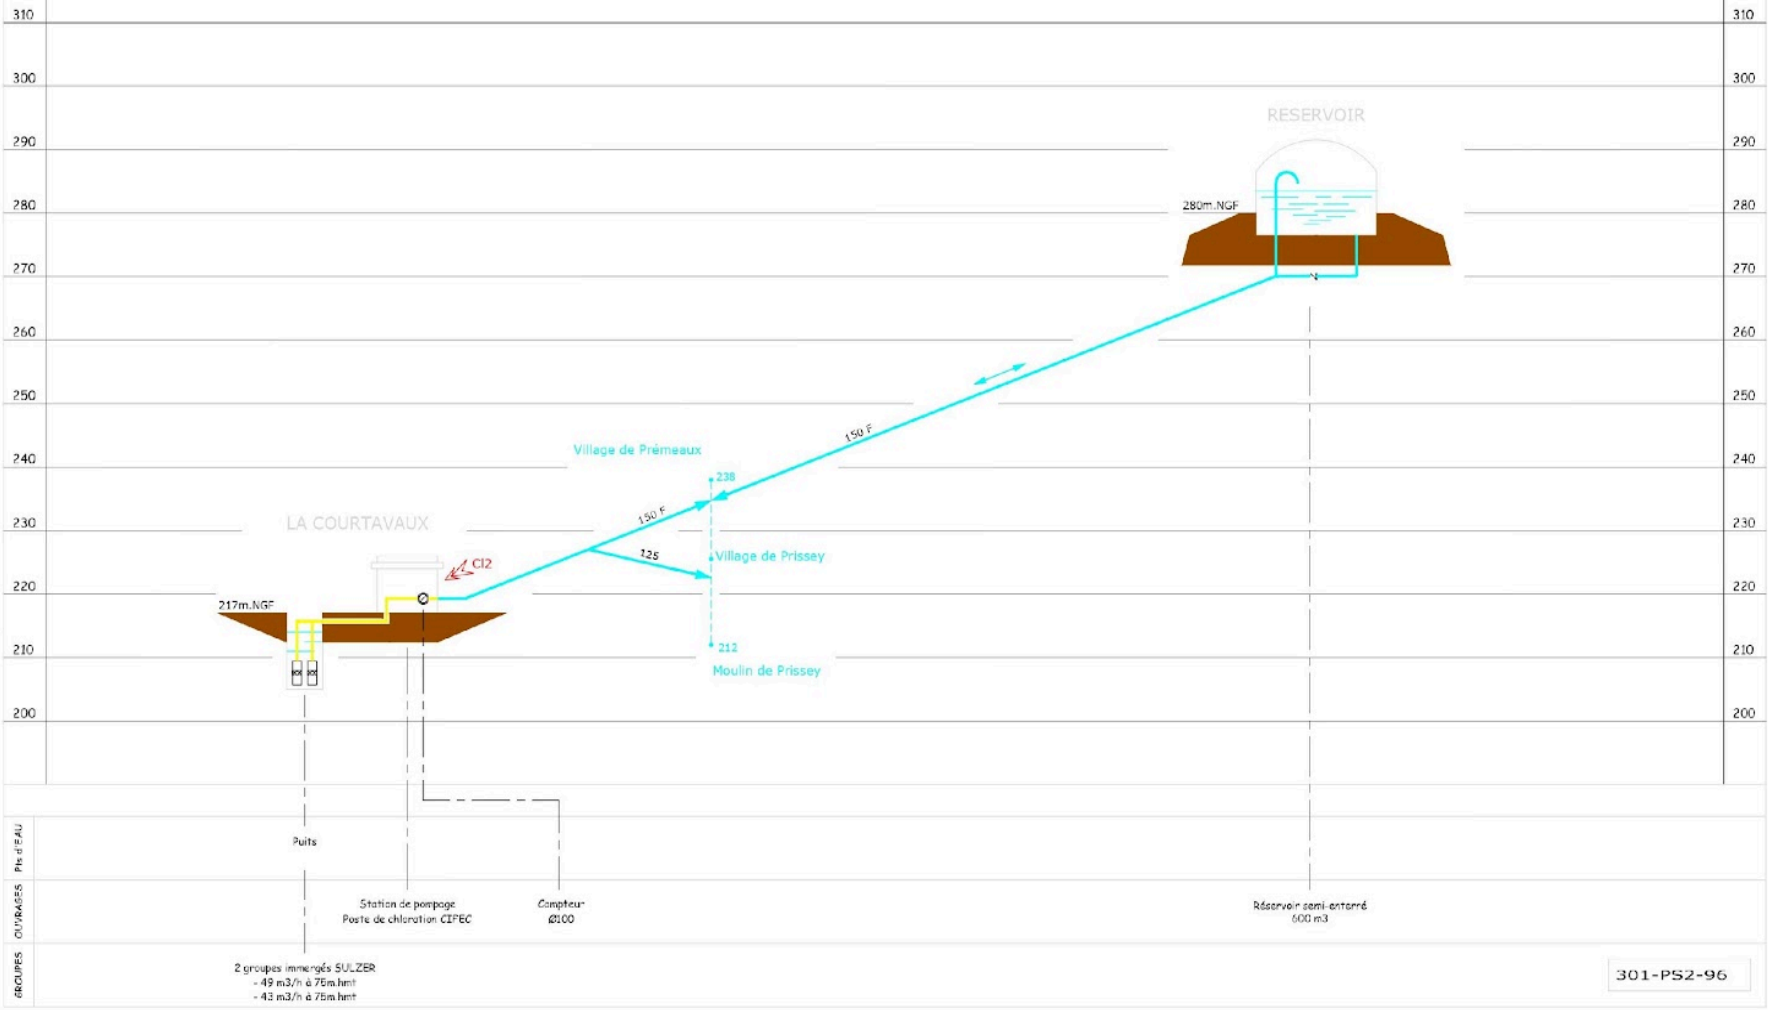 310 310
300 300
RESERVOIR
290 290
280m.NGF
280 280
270 270
260 260
250 250
150 F
Village de Prémeaux
240 240
238
150 F
LA COURTAVAUX
230 230
125
Village de Prissey
Cl2
220 220
217m.NGF
212
210 210
Moulin de Prissey
200 200
Pts d'EAU
Puits
OUVRAGES
Station de pompage
Poste de chloration CIFEC
Compteur
Ø100
Réservoir semi-enterré
600 m3
GROUPES
2 groupes immergés SULZER
- 49 m3/h à 75m.hmt
- 43 m3/h à 75m.hmt
301-PS2-96